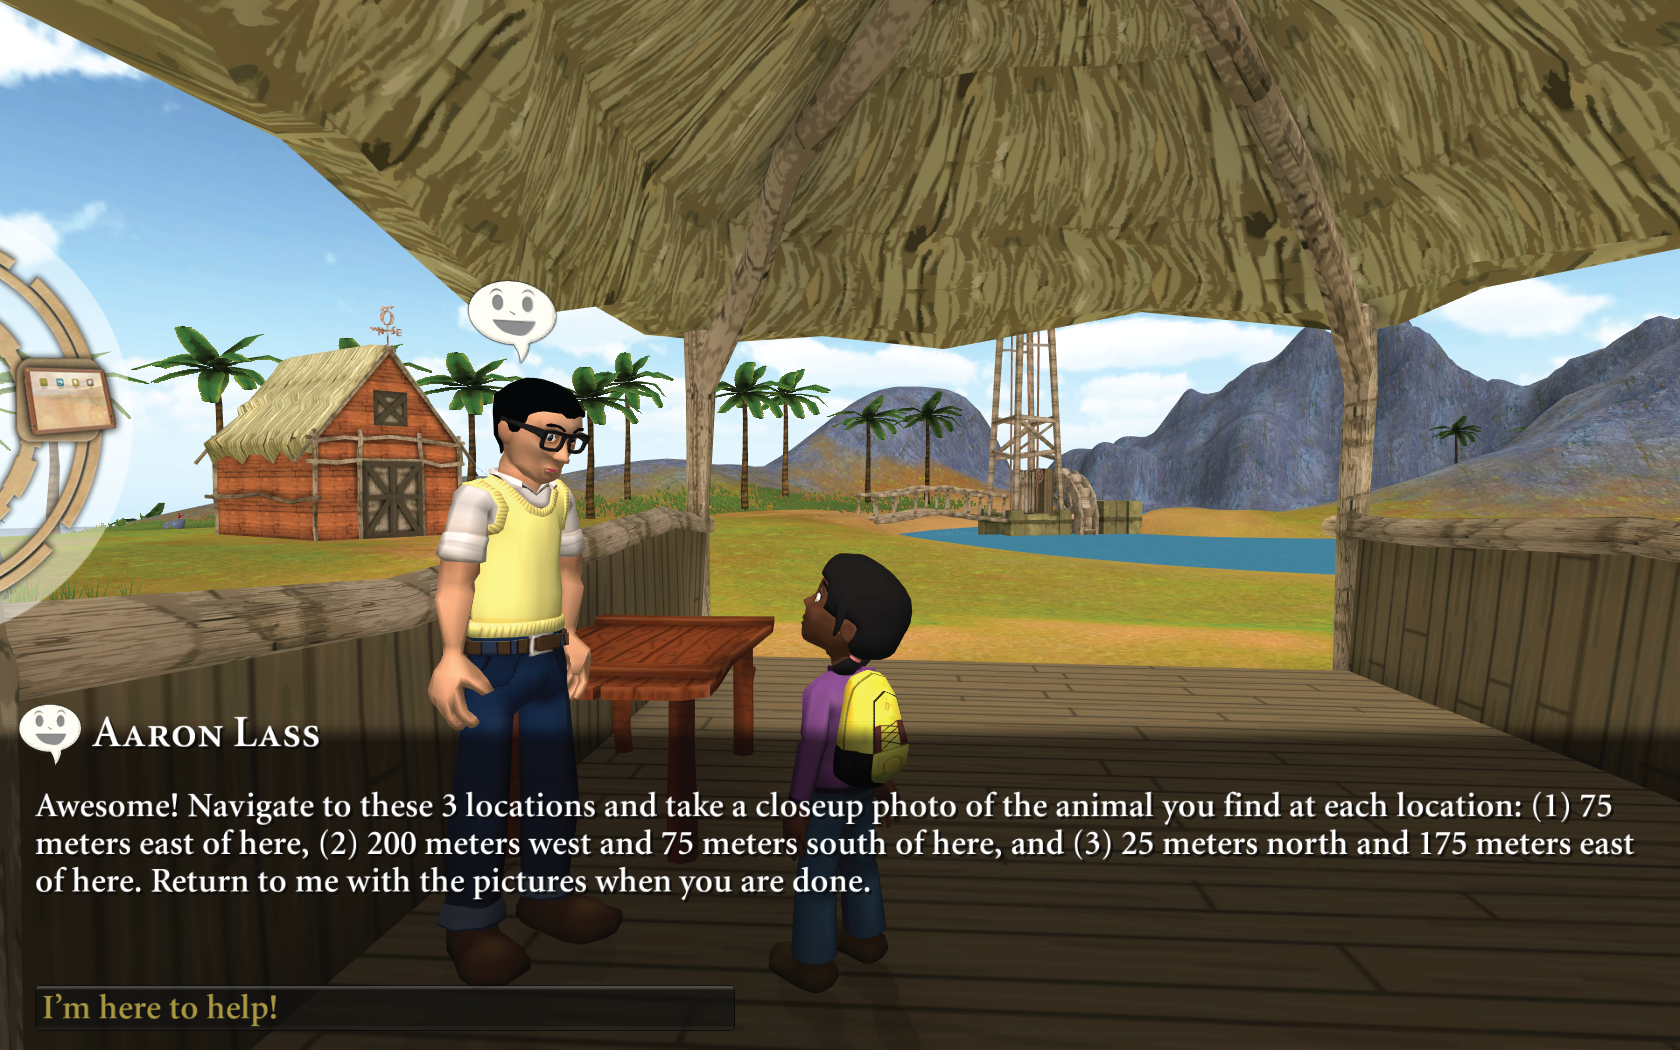 Aaron Lass
Awesome! Navigate to these 3 locations and take a closeup photo of the animal you find at each location: (1) 75
meters east of here, (2) 200 meters west and 75 meters south of here, and (3) 25 meters north and 175 meters east
of here. Return to me with the pictures when you are done.
I'm here to help!